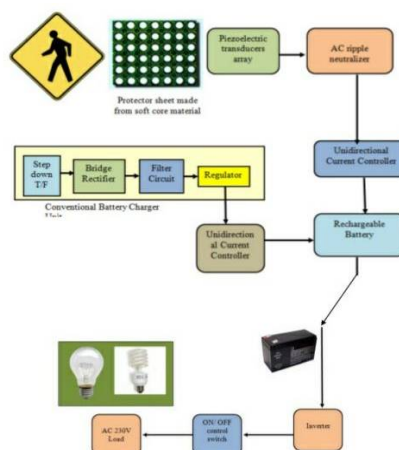 Piezoelectric
transducers
array
AC ripple
neutralizer
Protector sheet made
from soft core material
Unidirectional
Current Controller
Step
down
T/F
Bridge
Rectifier
Filter
Circuit
Regulator
Conventional Battery Charger
Unidirection
al Current
Controller
Rechargeable
Battery
AC 230V
Load
ON/ OFF
control
switch
Inverter